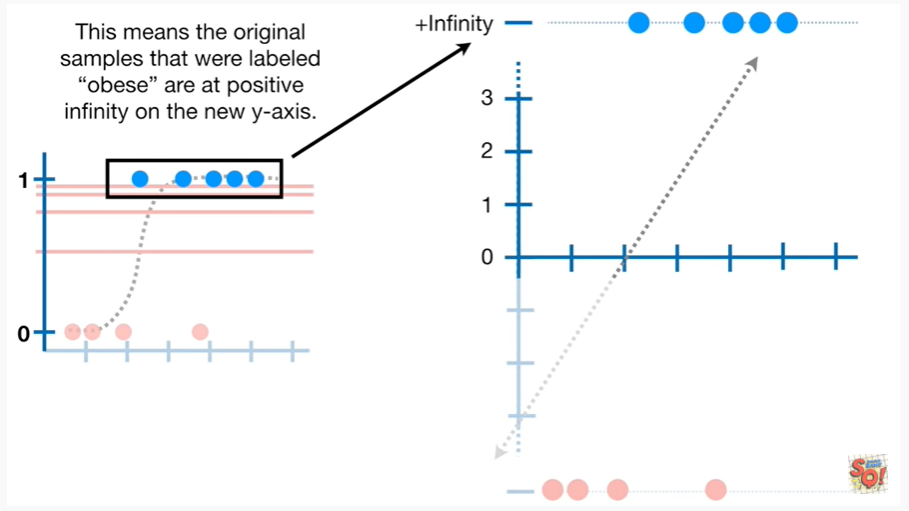 This means the original
samples that were labeled
“obese” are at positive
infinity on the new y-axis.
+Infinity
3
2
1
0
1
0
SQ!